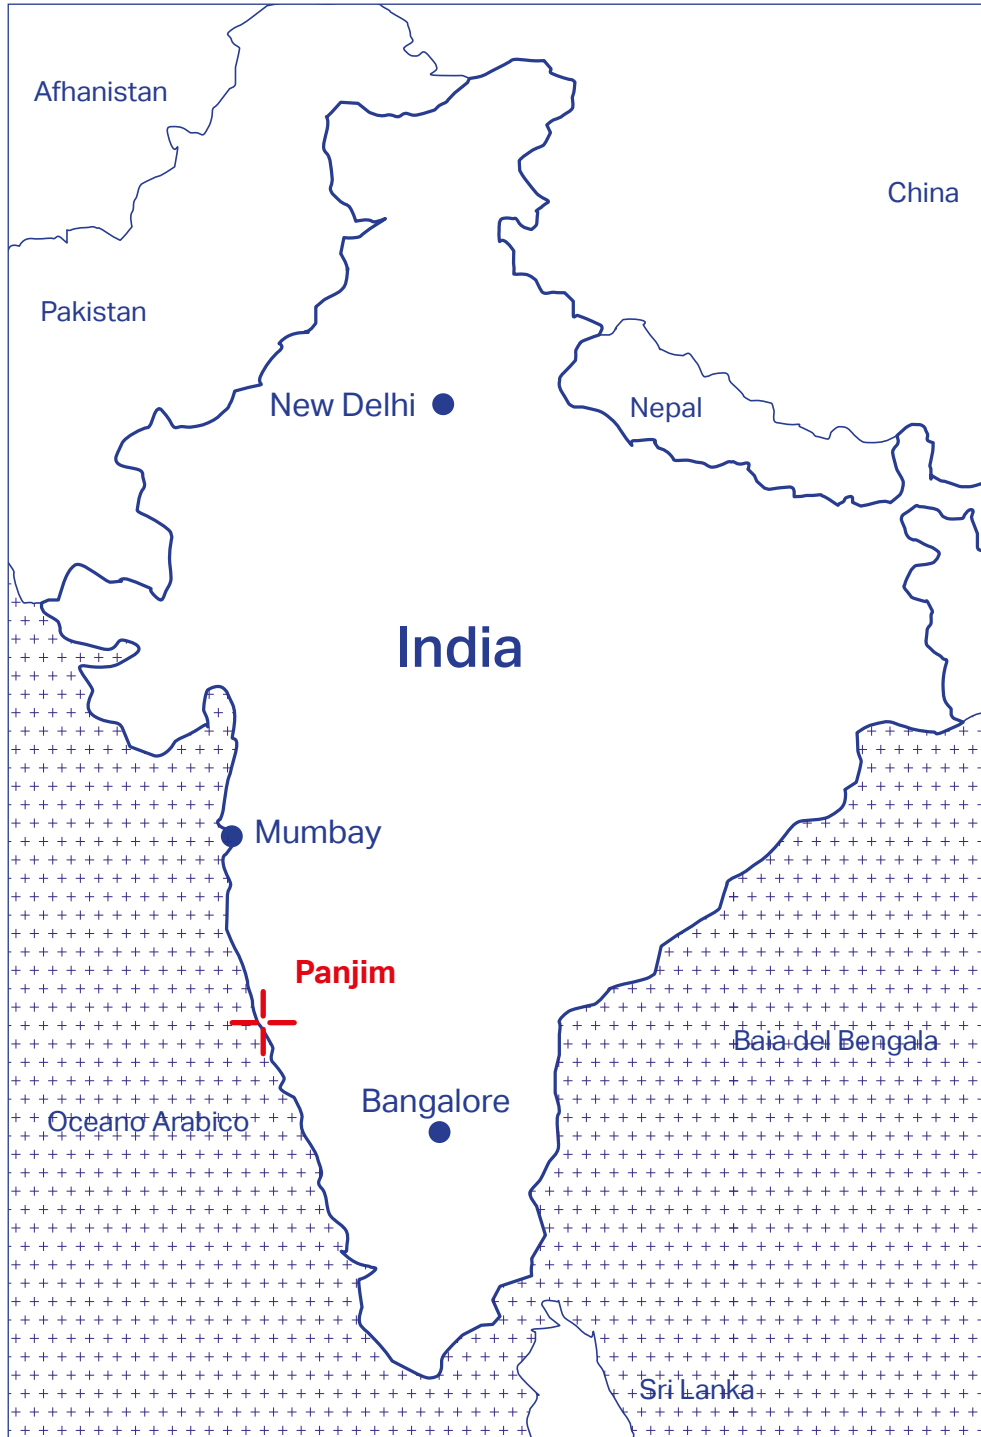 Afhanistan
China
Pakistan
New Delhi
Nepal
India
Mumbay
Panjim
Baia del Bengala
Bangalore
Oceano Arabico
Sri Lanka